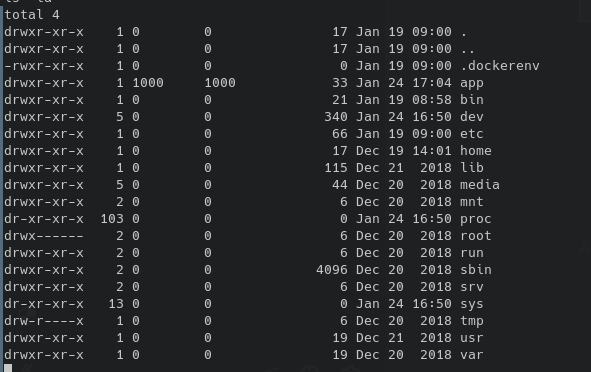 ls -la
total 4
drwxr-xr-x    1 0        0               17 Jan 19 09:00 .
drwxr-xr-x    1 0        0               17 Jan 19 09:00 ..
-rwxr-xr-x    1 0        0                0 Jan 19 09:00 .dockerenv
drwxr-xr-x    1 1000     1000            33 Jan 24 17:04 app
drwxr-xr-x    1 0        0               21 Jan 19 08:58 bin
drwxr-xr-x    5 0        0              340 Jan 24 16:50 dev
drwxr-xr-x    1 0        0               66 Jan 19 09:00 etc
drwxr-xr-x    1 0        0               17 Dec 19 14:01 home
drwxr-xr-x    1 0        0              115 Dec 21  2018 lib
drwxr-xr-x    5 0        0               44 Dec 20  2018 media
drwxr-xr-x    2 0        0                6 Dec 20  2018 mnt
dr-xr-xr-x  103 0        0                0 Jan 24 16:50 proc
drwx------    2 0        0                6 Dec 20  2018 root
drwxr-xr-x    2 0        0                6 Dec 20  2018 run
drwxr-xr-x    2 0        0             4096 Dec 20  2018 sbin
drwxr-xr-x    2 0        0                6 Dec 20  2018 srv
dr-xr-xr-x   13 0        0                0 Jan 24 16:50 sys
drw-r----x    1 0        0                6 Dec 20  2018 tmp
drwxr-xr-x    1 0        0               19 Dec 21  2018 usr
drwxr-xr-x    1 0        0               19 Dec 20  2018 var